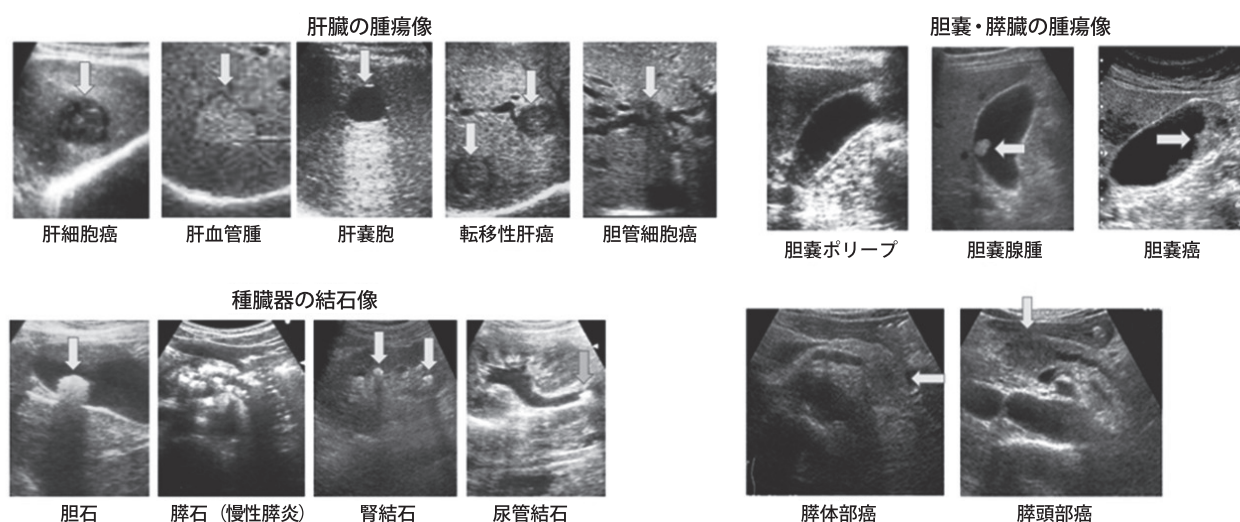 肝臓の腫瘍像
肝細胞癌
肝血管腫
肝嚢胞
転移性肝癌
胆管細胞癌
胆嚢・膵臓の腫瘍像
胆嚢ポリープ
胆嚢腺腫
胆嚢癌
種臓器の結石像
胆石
膵石（慢性膵炎）
腎結石
尿管結石
膵体部癌
膵頭部癌